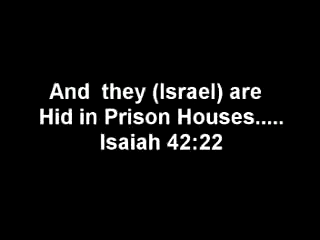 And  they (Israel) are
Hid in Prison Houses.....
Isaiah 42:22